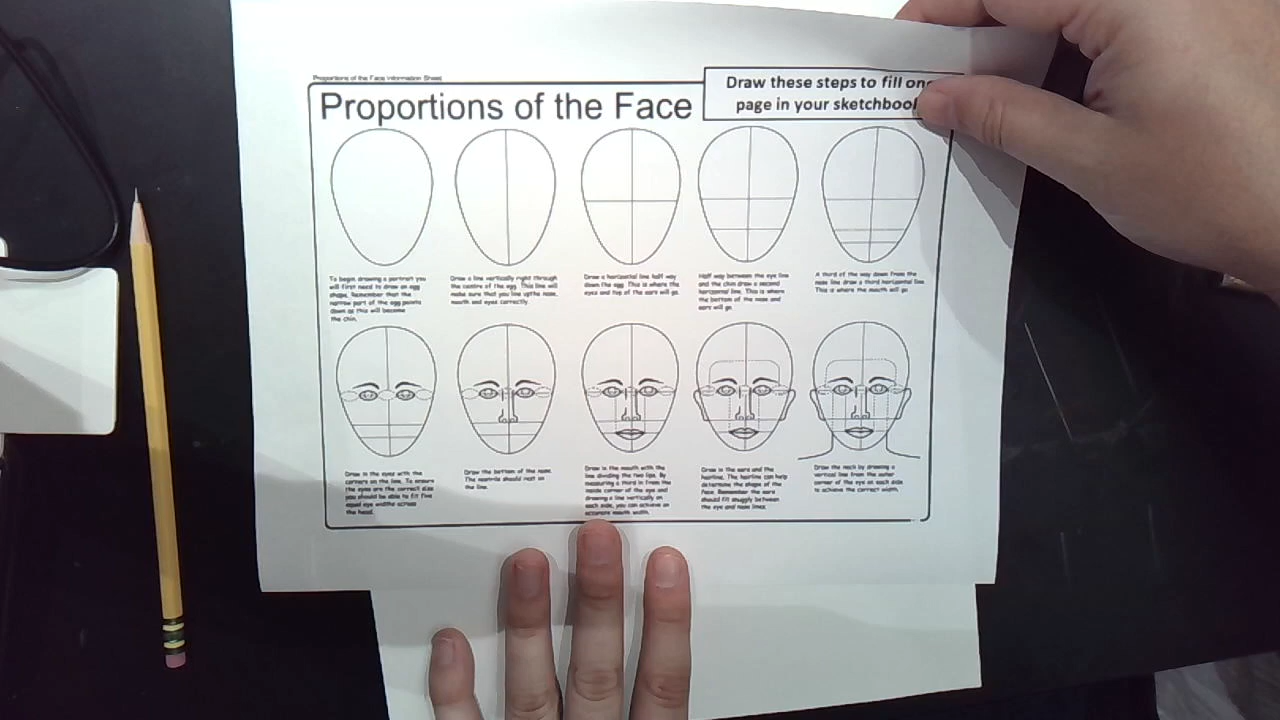 Proportions of the Face Information Sheet
Proportions of the Face
Draw these steps to fill one
page in your sketchbook
To begin drawing a portrait you
will first need to draw an egg
shape. Remember that the
narrow part of the egg points
down as this will become
the chin.
Draw a line vertically right through
the centre of the egg. This line will
make sure that you line up the nose,
mouth and eyes correctly.
Draw a horizontal line half way
down the egg. This is where the
eyes and top of the ears will go.
Half way between the eye line
and the chin draw a second
horizontal line. This is where
the bottom of the nose and
ears will go.
A third of the way down from the
nose line draw a third horizontal line.
This is where the mouth will go
Draw in the eyes with the
corners on the line. To ensure
the eyes are the correct size
you should be able to fit five
equal eye widths across
the head.
Draw the bottom of the nose.
The nostrils should rest on
the line.
Draw in the mouth with the
line dividing the two lips. By
measuring a third in from the
inside corner of the eye and
drawing a line vertically on
each side, you can achieve an
accurate mouth width.
Draw in the ears and the
hairline. The hairline can help
determine the shape of the
face. Remember the ears
should fit snuggly between
the eye and nose lines.
Draw the neck by drawing a
vertical line from the outer
corner of the eye on each side
to achieve the correct width.